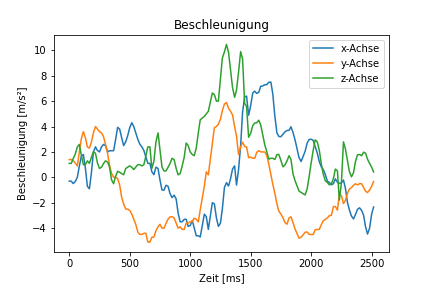 Beschleunigung
x-Achse
y-Achse
z-Achse
Beschleunigung [m/s²]
10
8
6
4
2
0
−2
−4
0
500
1000
1500
2000
2500
Zeit [ms]